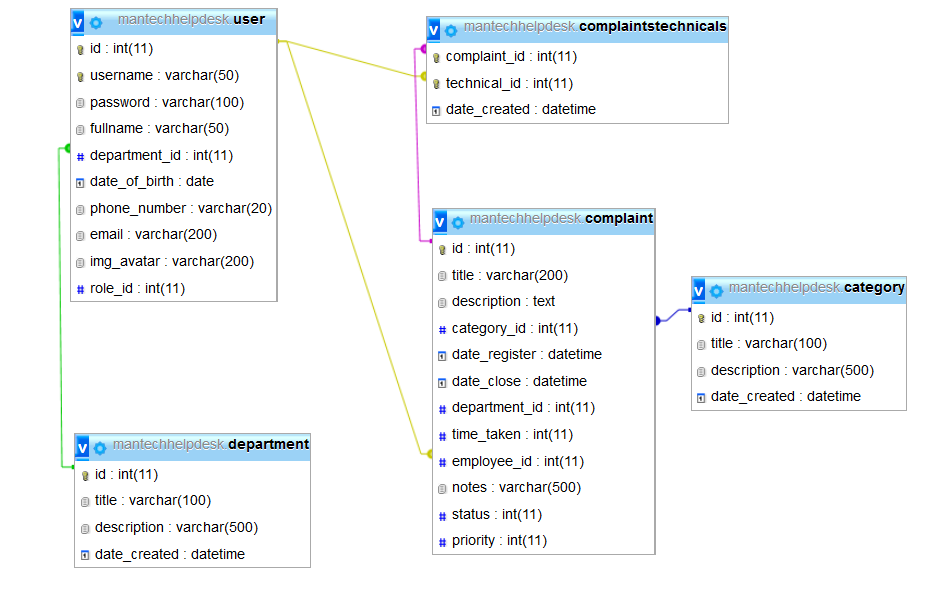 v mantechhelpdesk.user
id : int(11)
username : varchar(50)
password : varchar(100)
fullname : varchar(50)
# department_id : int(11)
date_of_birth : date
phone_number : varchar(20)
email : varchar(200)
img_avatar : varchar(200)
# role_id : int(11)
v mantechhelpdesk.complaintstechnicals
complaint_id : int(11)
technical_id : int(11)
date_created : datetime
v mantechhelpdesk.complaint
id : int(11)
title : varchar(200)
description : text
# category_id : int(11)
date_register : datetime
date_close : datetime
# department_id : int(11)
# time_taken : int(11)
# employee_id : int(11)
notes : varchar(500)
# status : int(11)
# priority : int(11)
v mantechhelpdesk.category
id : int(11)
title : varchar(100)
description : varchar(500)
date_created : datetime
v mantechhelpdesk.department
id : int(11)
title : varchar(100)
description : varchar(500)
date_created : datetime